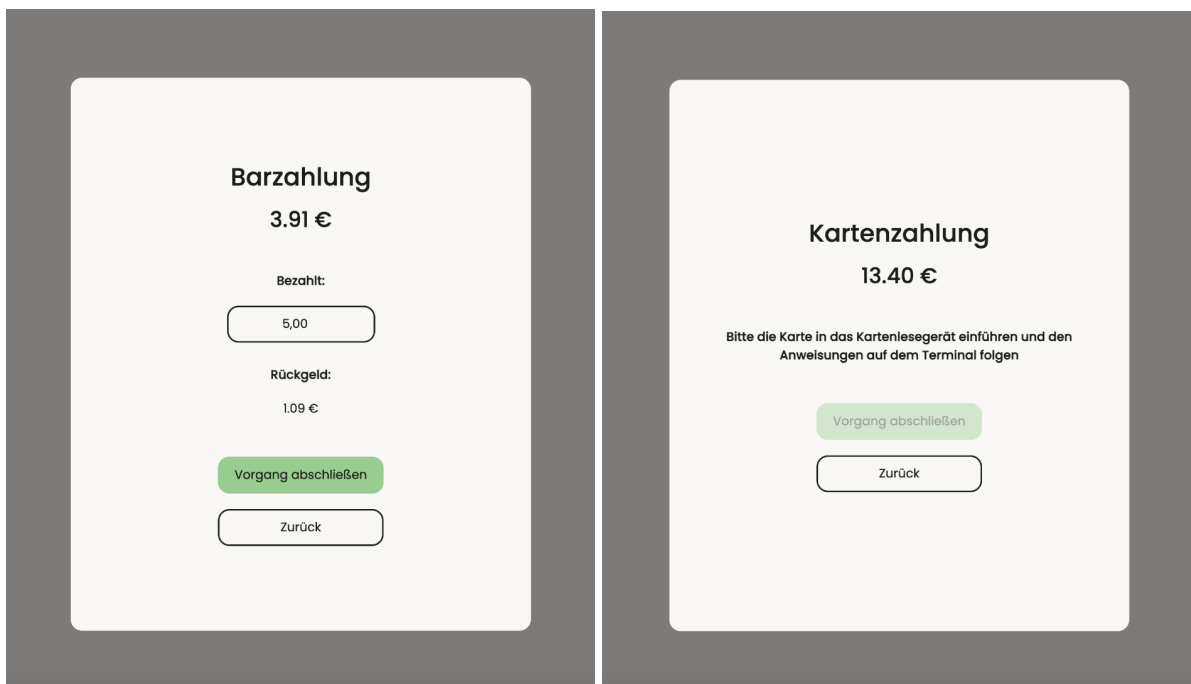 Barzahlung
3.91 €
Bezahlt:
5,00
Rückgeld:
1.09 €
Vorgang abschließen
Zurück
Kartenzahlung
13.40 €
Bitte die Karte in das Kartenlesegerät einführen und den
Anweisungen auf dem Terminal folgen
Vorgang abschließen
Zurück